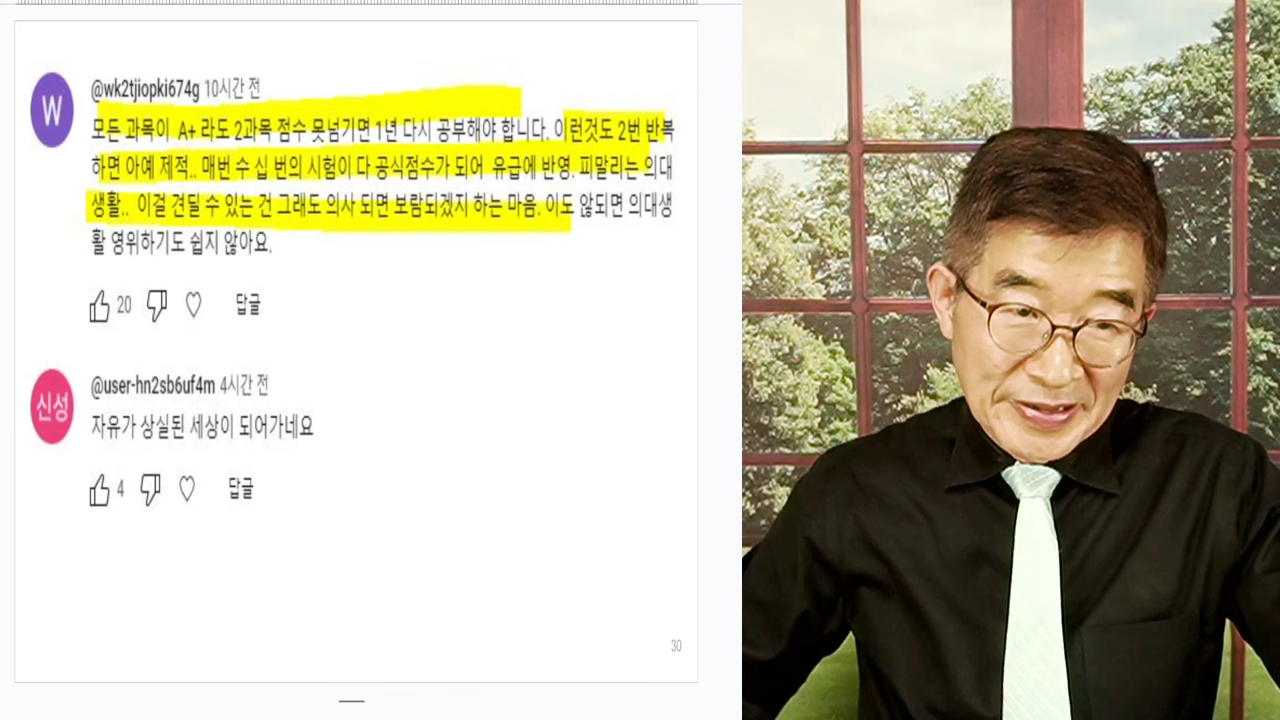 W
@wk2tjiopki674g 10시간 전
모든 과목이 A+ 라도 2과목 점수 못넘기면 1년 다시 공부해야 합니다. 이런것도 2번 반복
하면 아예 제적.. 매번 수 십 번의 시험이 다 공식점수가 되어 유급에 반영. 피말리는 의대
생활.. 이걸 견딜 수 있는 건 그래도 의사 되면 보람되겠지 하는 마음. 이도 않되면 의대생
활 영위하기도 쉽지 않아요.
20 답글
신성
@user-hn2sb6uf4m 4시간 전
자유가 상실된 세상이 되어가네요
4 답글
30